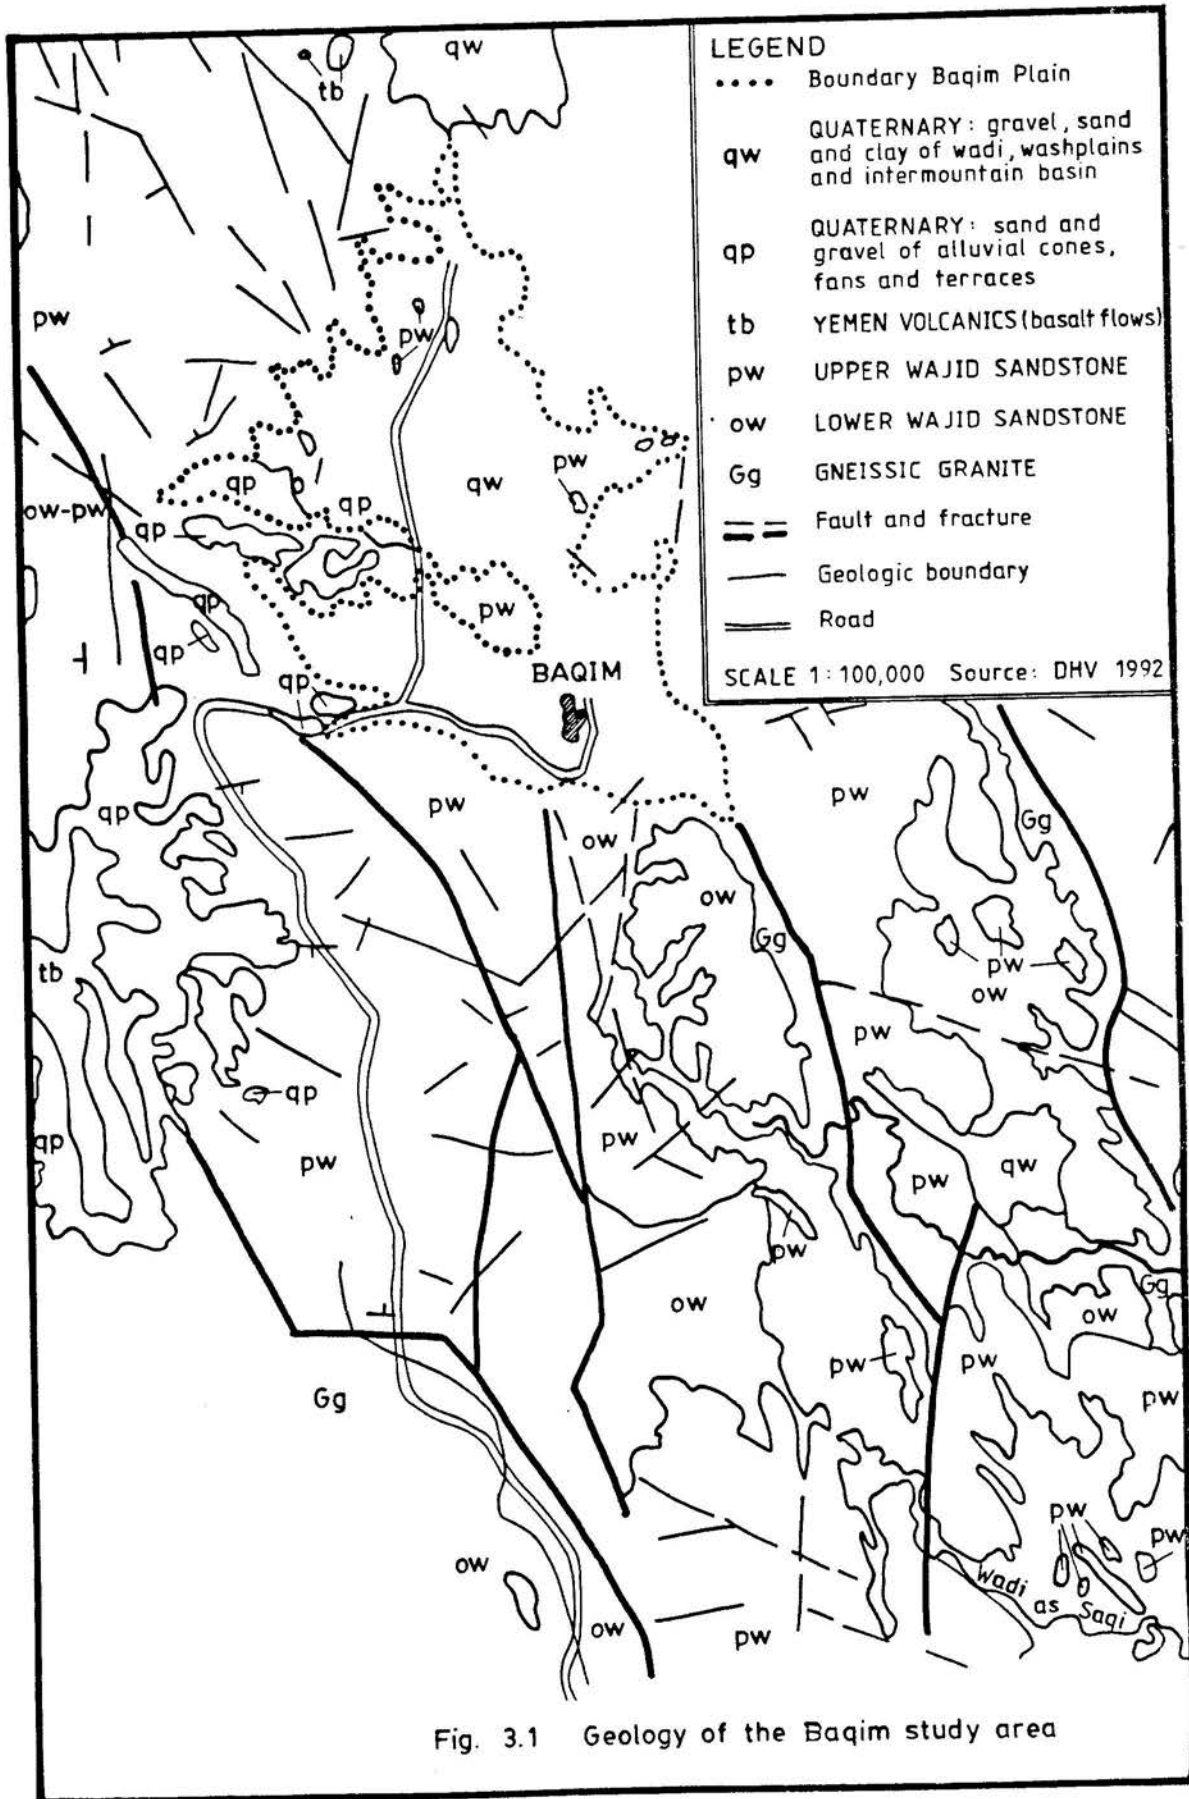 LEGEND
Boundary Baqim Plain
qw
QUATERNARY: gravel, sand
and clay of wadi, washplains
and intermountain basin
qp
QUATERNARY: sand and
gravel of alluvial cones,
fans and terraces
tb
YEMEN VOLCANICS (basalt flows)
pw
UPPER WAJID SANDSTONE
ow
LOWER WAJID SANDSTONE
Gg
GNEISSIC GRANITE
Fault and fracture
Geologic boundary
Road
SCALE 1:100,000 Source: DHV 1992
qw
tb
pw
pw
pw
qp
qw
qp
ow-pw
qp
qp
pw
qp
BAQIM
qp
pw
pw
qp
ow
Gg
ow
Gg
pw
tb
ow
pw
qp
pw
qp
pw
qw
pw
pw
ow
Gg
ow
pw
pw
pw
Gg
pw
pw
ow
Wadi
as Saqi
ow
pw
Fig. 3.1 Geology of the Baqim study area